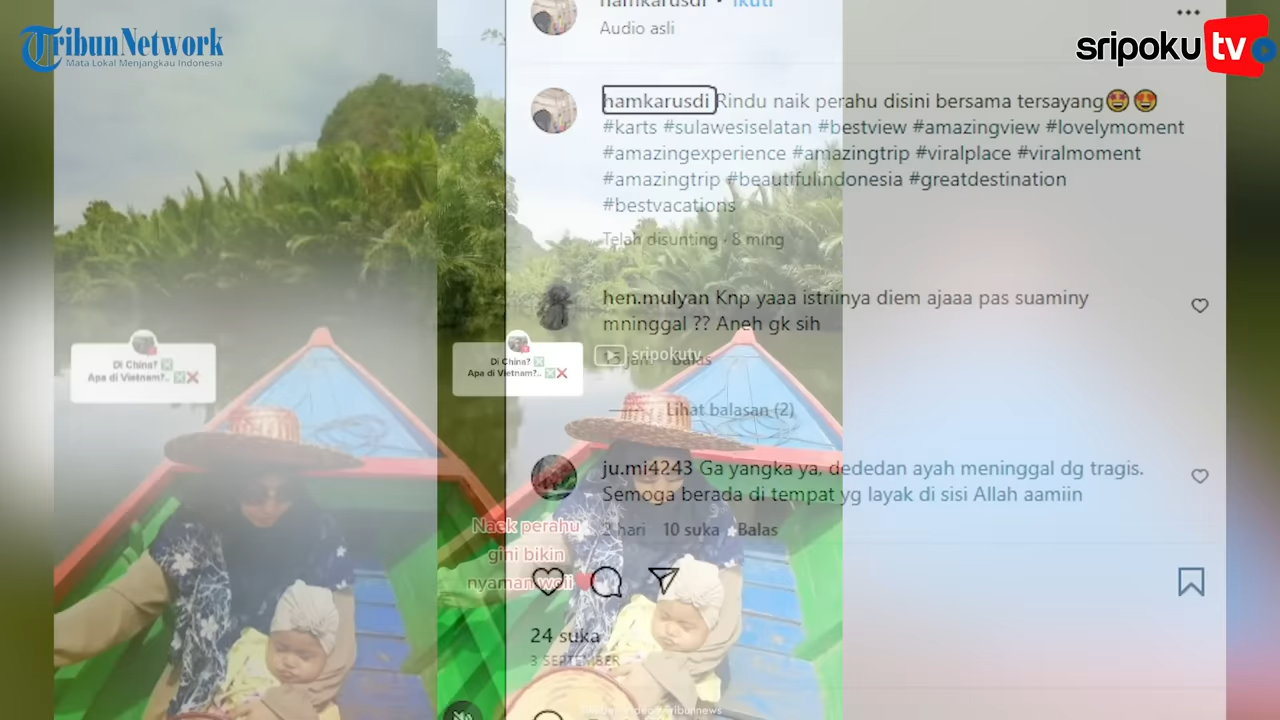 TribunNetwork
Mata Lokal Menjangkau Indonesia
sripoku tv
hamkarusdi • Ikuti
Audio asli
hamkarusdi Rindu naik perahu disini bersama tersayang🤩🤩
#karts #sulawesiselatan #bestview #amazingview #lovelymoment
#amazingexperience #amazingtrip #viralplace #viralmoment
#amazingtrip #beautifulindonesia #greatdestination
#bestvacations
Telah disunting · 8 mng
hen.mulyan Knp yaaa istriinya diem ajaaa pas suaminy
mninggal ?? Aneh gk sih
jam Balas
sripokutv
Lihat balasan (2)
Di China? ❎
Apa di Vietnam?.. ❎❌
Di China? ❎
Apa di Vietnam?.. ❎❌
ju.mi4243 Ga yangka ya, dededan ayah meninggal dg tragis.
Semoga berada di tempat yg layak di sisi Allah aamiin
2 hari 10 suka Balas
Naek perahu
gini bikin
nyaman woii ❤️
24 suka
3 SEPTEMBER